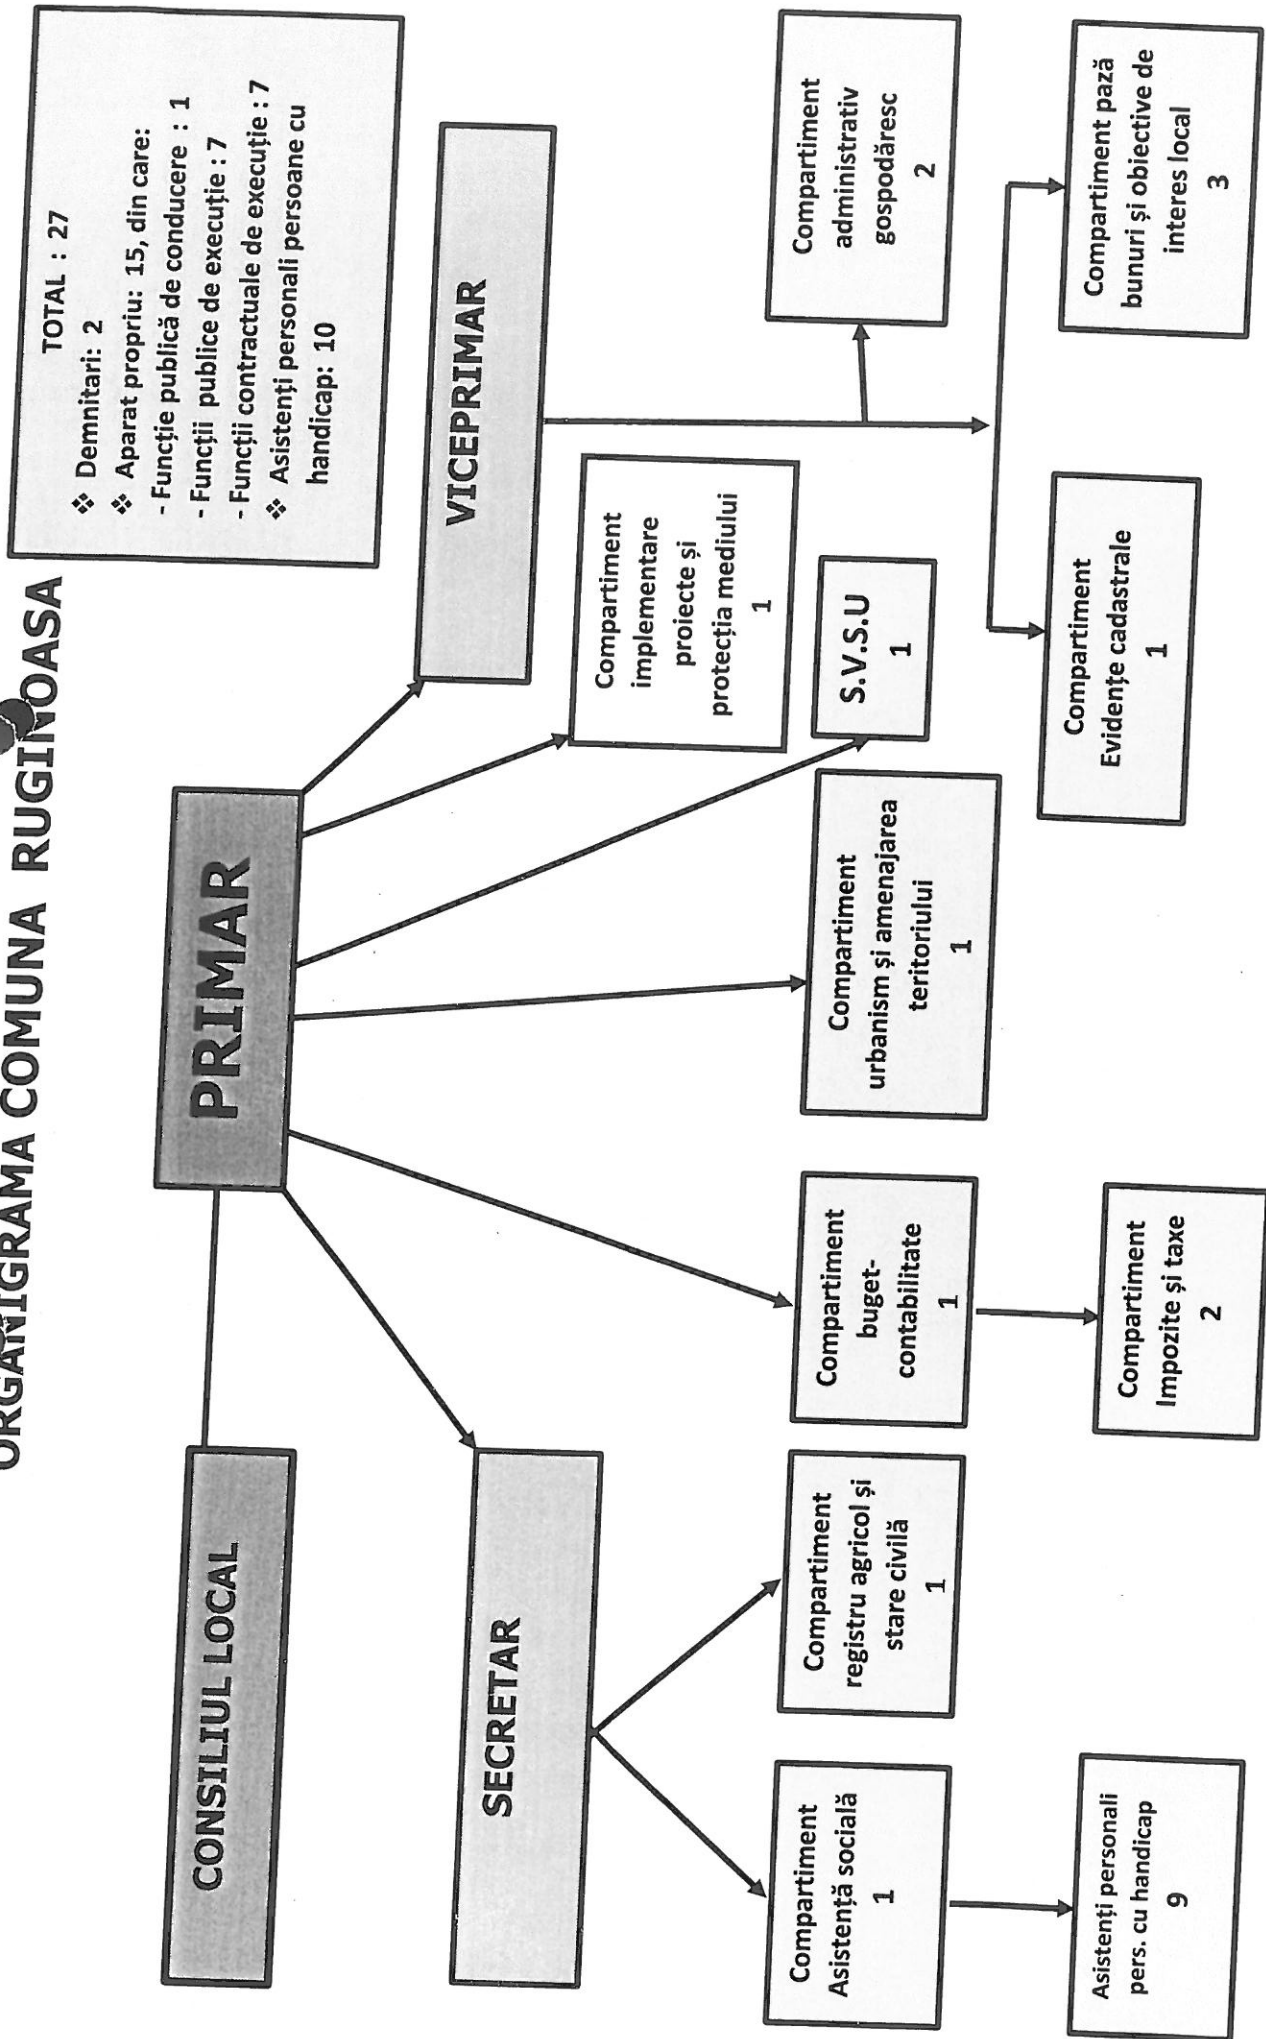 ORGANIGRAMA COMUNA RUGINOASA
TOTAL : 27
❖ Demnitari: 2
❖ Aparat propriu: 15, din care:
- Funcție publică de conducere : 1
- Funcții publice de execuție : 7
- Funcții contractuale de execuție : 7
❖ Asistenți personali persoane cu
handicap: 10
CONSILIUL LOCAL
PRIMAR
SECRETAR
VICEPRIMAR
Compartiment
implementare
proiecte și
protecția mediului
1
Compartiment
Asistență socială
1
Compartiment
registru agricol și
stare civilă
1
Compartiment
buget-
contabilitate
1
Compartiment
urbanism și amenajarea
teritoriului
1
S.V.S.U
1
Compartiment
administrativ
gospodăresc
2
Asistenți personali
pers. cu handicap
9
Compartiment
Impozite și taxe
2
Compartiment
Evidențe cadastrale
1
Compartiment pază
bunuri și obiective de
interes local
3